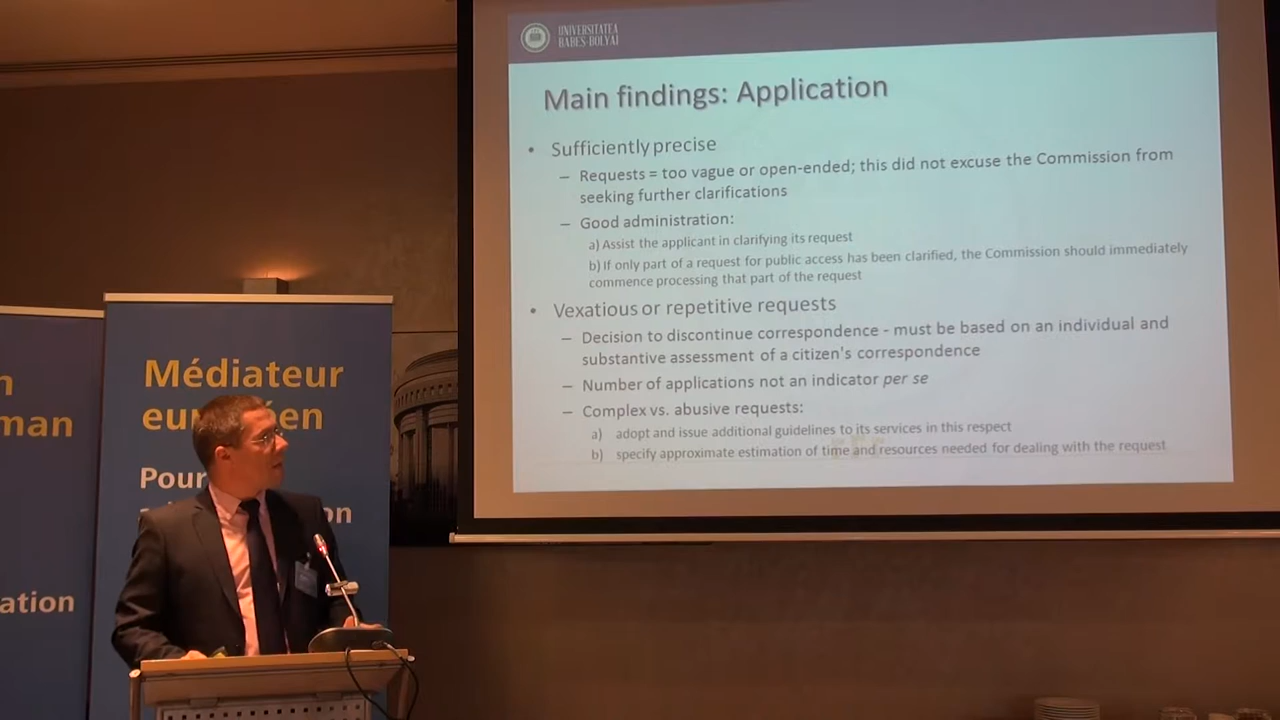 UNIVERSITATEA
BABEȘ-BOLYAI
Main findings: Application
• Sufficiently precise
– Requests = too vague or open-ended; this did not excuse the Commission from
seeking further clarifications
– Good administration:
a) Assist the applicant in clarifying its request
b) If only part of a request for public access has been clarified, the Commission should immediately
commence processing that part of the request
• Vexatious or repetitive requests
– Decision to discontinue correspondence - must be based on an individual and
substantive assessment of a citizen's correspondence
– Number of applications not an indicator per se
– Complex vs. abusive requests:
a) adopt and issue additional guidelines to its services in this respect
b) specify approximate estimation of time and resources needed for dealing with the request
n
man
ation
Médiateur
européen
Pour
on